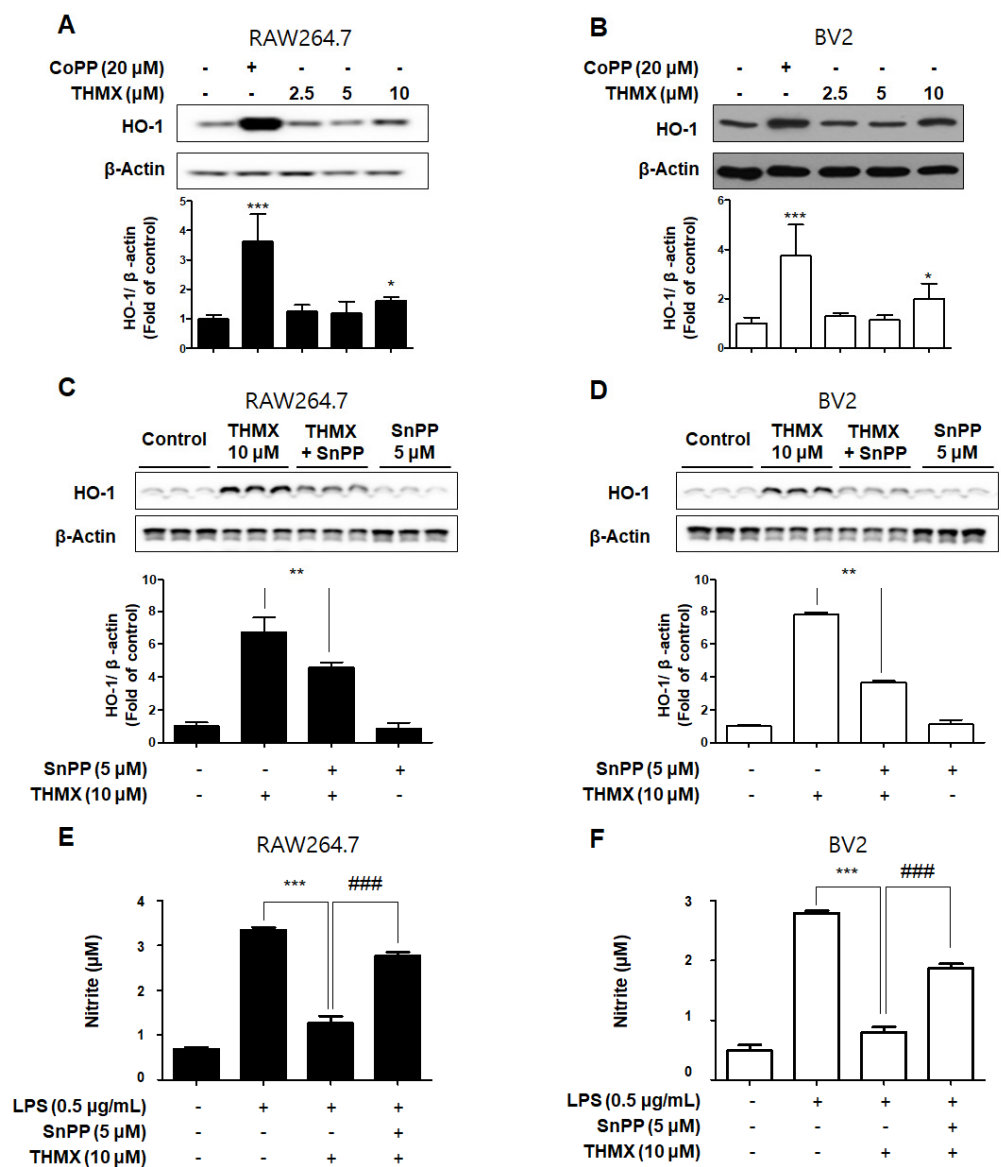 A
RAW264.7
CoPP (20 µM) - + - - -
THMX (µM) - - 2.5 5 10
HO-1
β-Actin
HO-1/ β -actin
(Fold of control)
5
4
3
2
1
0
***
*
B
BV2
CoPP (20 µM) - + - - -
THMX (µM) - - 2.5 5 10
HO-1
β-Actin
HO-1/ β -actin
(Fold of control)
6
4
2
0
***
*
C
RAW264.7
Control THMX 10 µM THMX + SnPP SnPP 5 µM
HO-1
β-Actin
HO-1/ β -actin
(Fold of control)
10
8
6
4
2
0
**
SnPP (5 µM) - - + +
THMX (10 µM) - + + -
D
BV2
Control THMX 10 µM THMX + SnPP SnPP 5 µM
HO-1
β-Actin
HO-1/ β -actin
(Fold of control)
10
8
6
4
2
0
**
SnPP (5 µM) - - + +
THMX (10 µM) - + + -
E
RAW264.7
Nitrite (µM)
4
3
2
1
0
*** ###
LPS (0.5 µg/mL) - + + +
SnPP (5 µM) - - - +
THMX (10 µM) - - + +
F
BV2
Nitrite (µM)
3
2
1
0
*** ###
LPS (0.5 µg/mL) - + + +
SnPP (5 µM) - - - +
THMX (10 µM) - - + +